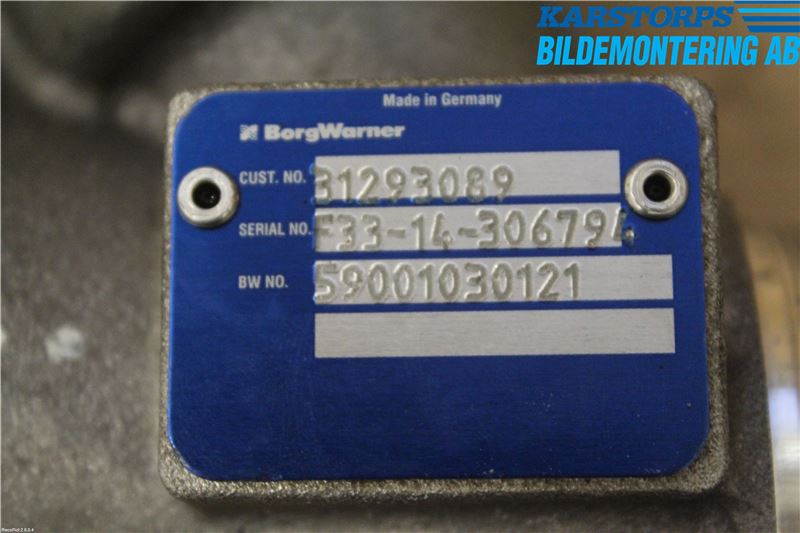 KARSTORPS
BILDEMONTERING AB
Made in Germany
BorgWarner
CUST. NO. 31293089
SERIAL NO. F33-14-306794
BW NO. 59001030121